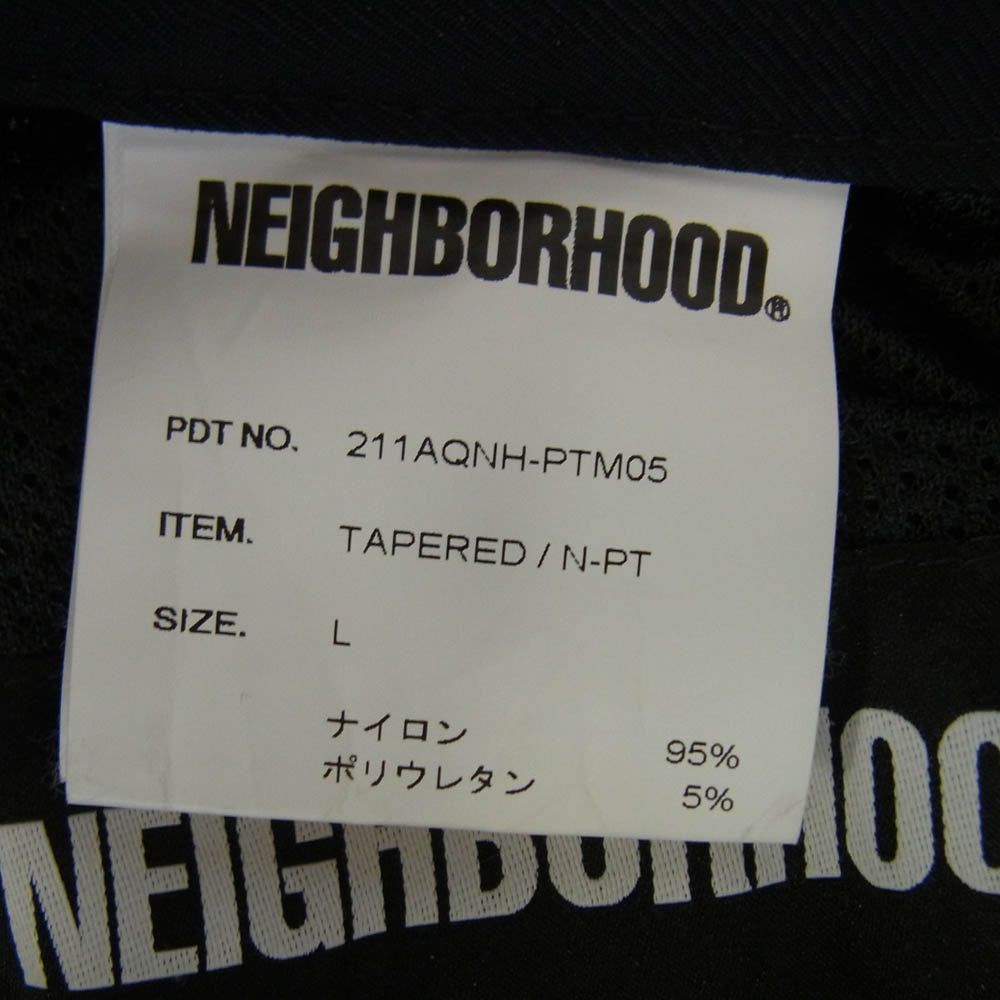 NEIGHBORHOOD®
PDT NO. 211AQNH-PTM05
ITEM. TAPERED / N-PT
SIZE. L
ナイロン 95%
ポリウレタン 5%
NEIGHBORHOO